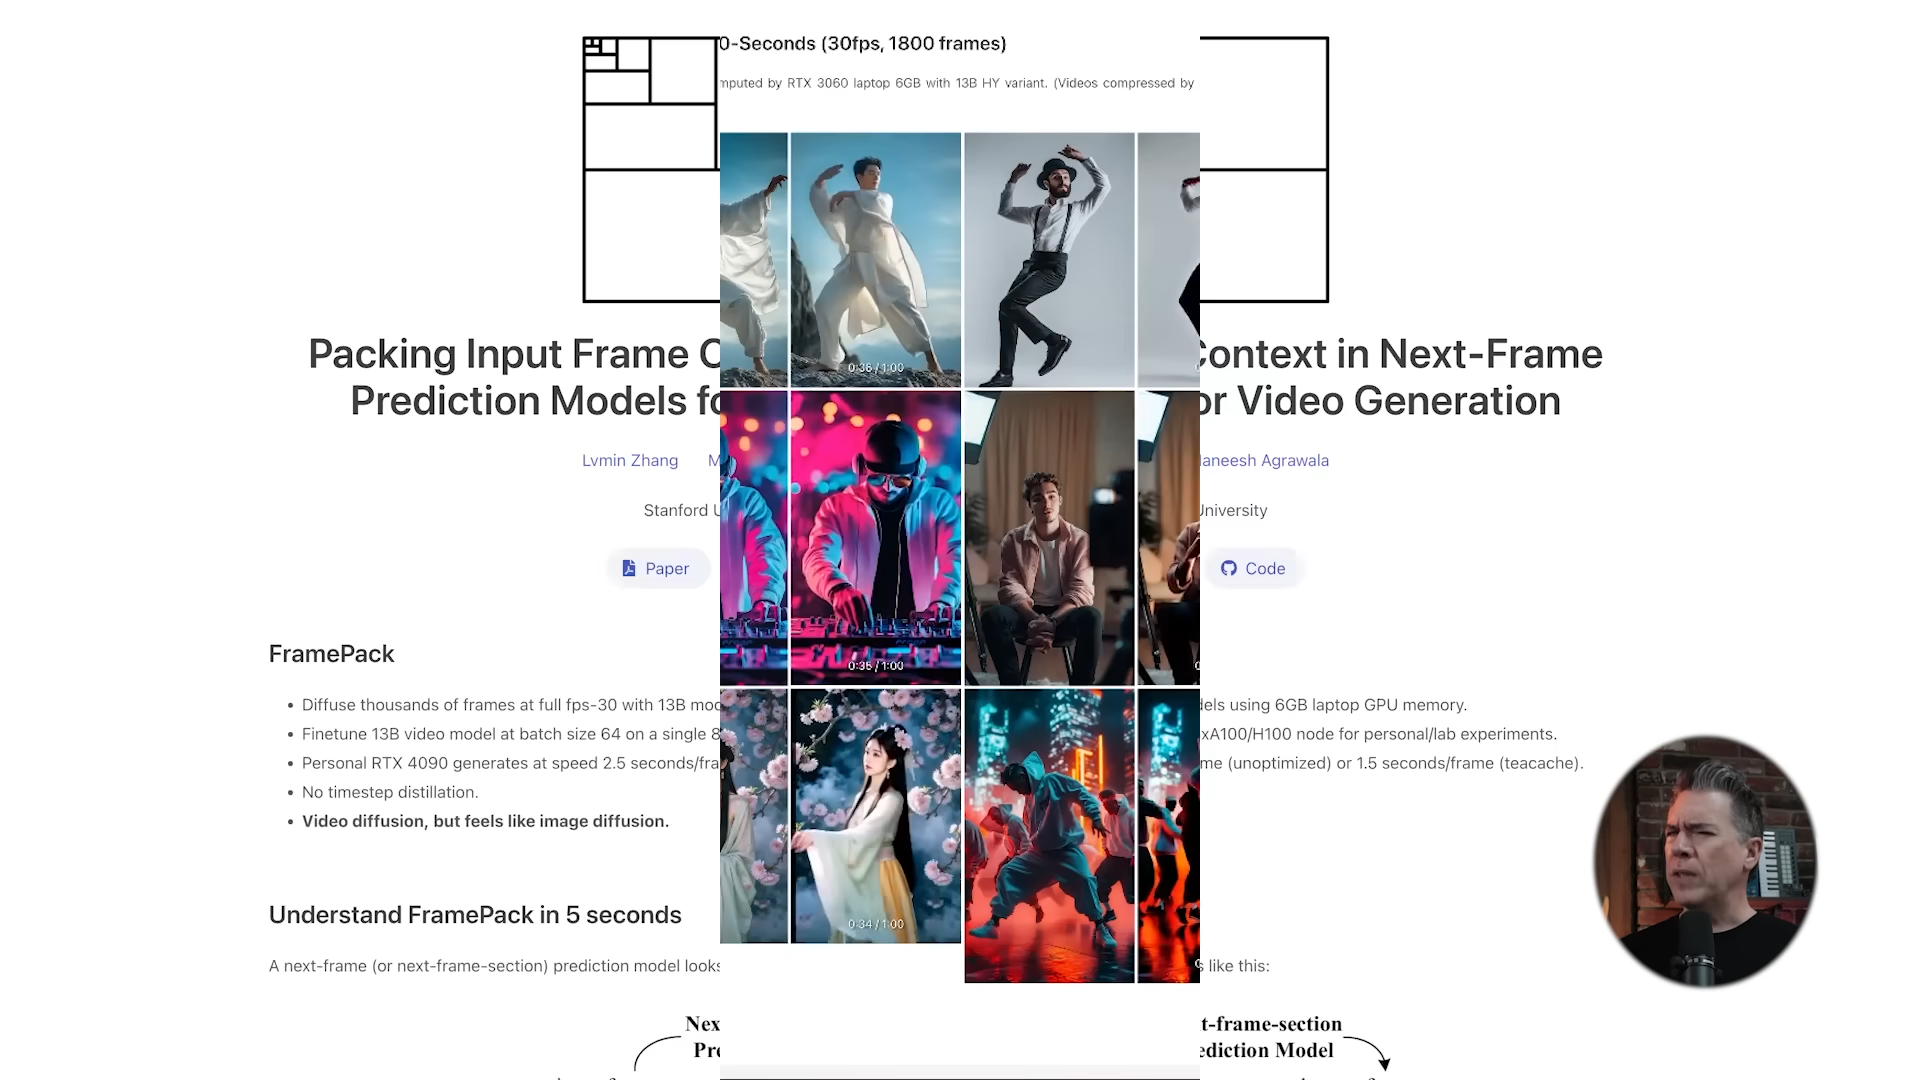 0-Seconds (30fps, 1800 frames)
mputed by RTX 3060 laptop 6GB with 13B HY variant. (Videos compressed by
Packing Input Frame C
Context in Next-Frame
Prediction Models fo
or Video Generation
Lvmin Zhang M
Maneesh Agrawala
Stanford U
University
Paper
Code
0:36 / 1:00
0:35 / 1:00
0:34 / 1:00
FramePack
Diffuse thousands of frames at full fps-30 with 13B mod
dels using 6GB laptop GPU memory.
Finetune 13B video model at batch size 64 on a single 8
xA100/H100 node for personal/lab experiments.
Personal RTX 4090 generates at speed 2.5 seconds/fra
me (unoptimized) or 1.5 seconds/frame (teacache).
No timestep distillation.
Video diffusion, but feels like image diffusion.
Understand FramePack in 5 seconds
A next-frame (or next-frame-section) prediction model looks
s like this:
Nex
t-frame-section
Pre
ediction Model